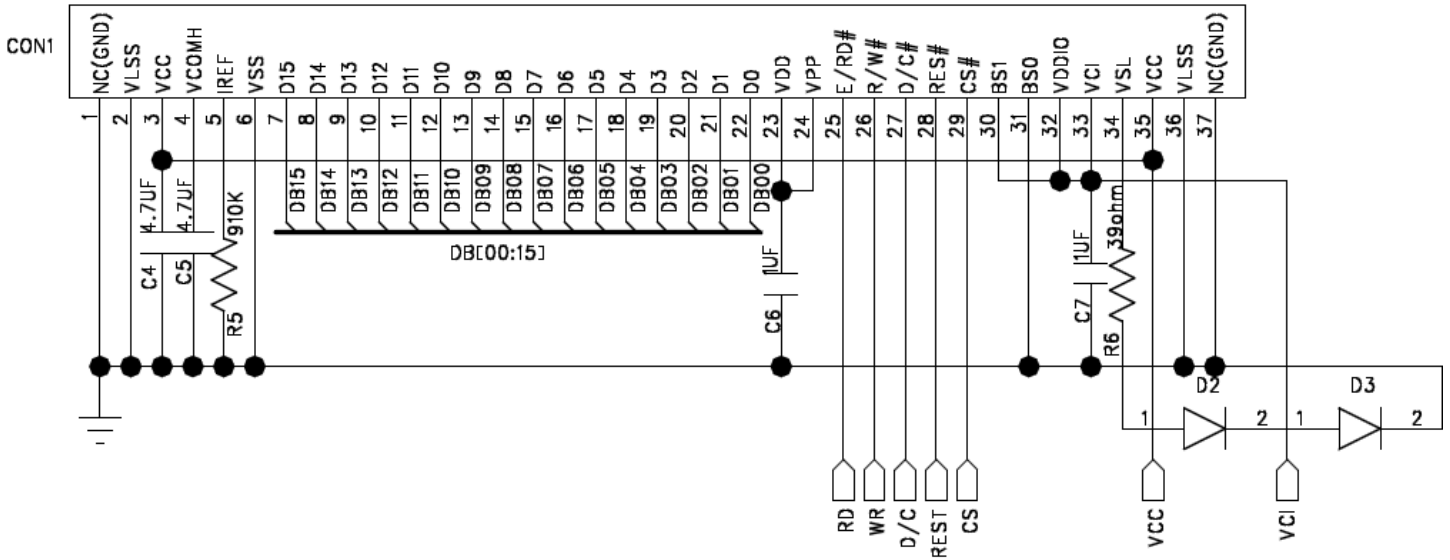 CON1
NC(GND)
VLSS
VCC
VCOMH
IREF
VSS
D15
D14
D13
D12
D11
D10
D9
D8
D7
D6
D5
D4
D3
D2
D1
D0
VDD
VPP
E/RD#
R/W#
D/C#
RES#
CS#
BS1
BS0
VDDIO
VCI
VSL
VCC
VLSS
NC(GND)
1
2
3
4
5
6
7
8
9
10
11
12
13
14
15
16
17
18
19
20
21
22
23
24
25
26
27
28
29
30
31
32
33
34
35
36
37
4.7UF
4.7UF
910K
DB15
DB14
DB13
DB12
DB11
DB10
DB09
DB08
DB07
DB06
DB05
DB04
DB03
DB02
DB01
DB00
DB[00:15]
1UF
1UF
39ohm
C4
C5
R5
C6
C7
R6
D2
D3
1
2
1
2
RD
WR
D/C
REST
CS
VCC
VCI